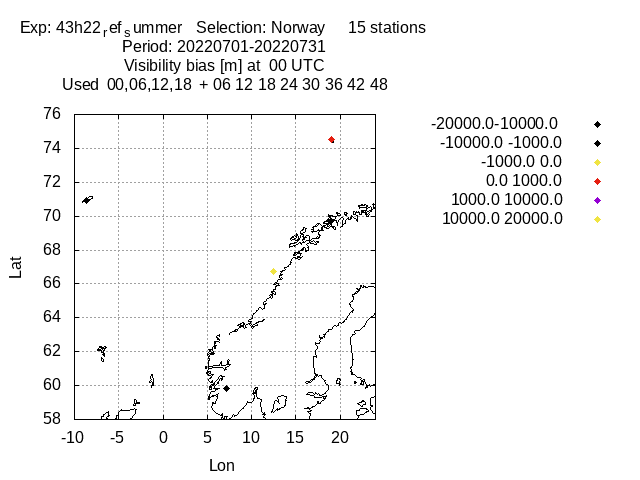 Exp: 43h22refsummer Selection: Norway 15 stations
Period: 20220701-20220731
Visibility bias [m] at 00 UTC
Used 00,06,12,18 + 06 12 18 24 30 36 42 48
-20000.0-10000.0
-10000.0 -1000.0
-1000.0 0.0
0.0 1000.0
1000.0 10000.0
10000.0 20000.0
76
74
72
70
68
66
64
62
60
58
Lat
-10 -5 0 5 10 15 20
Lon